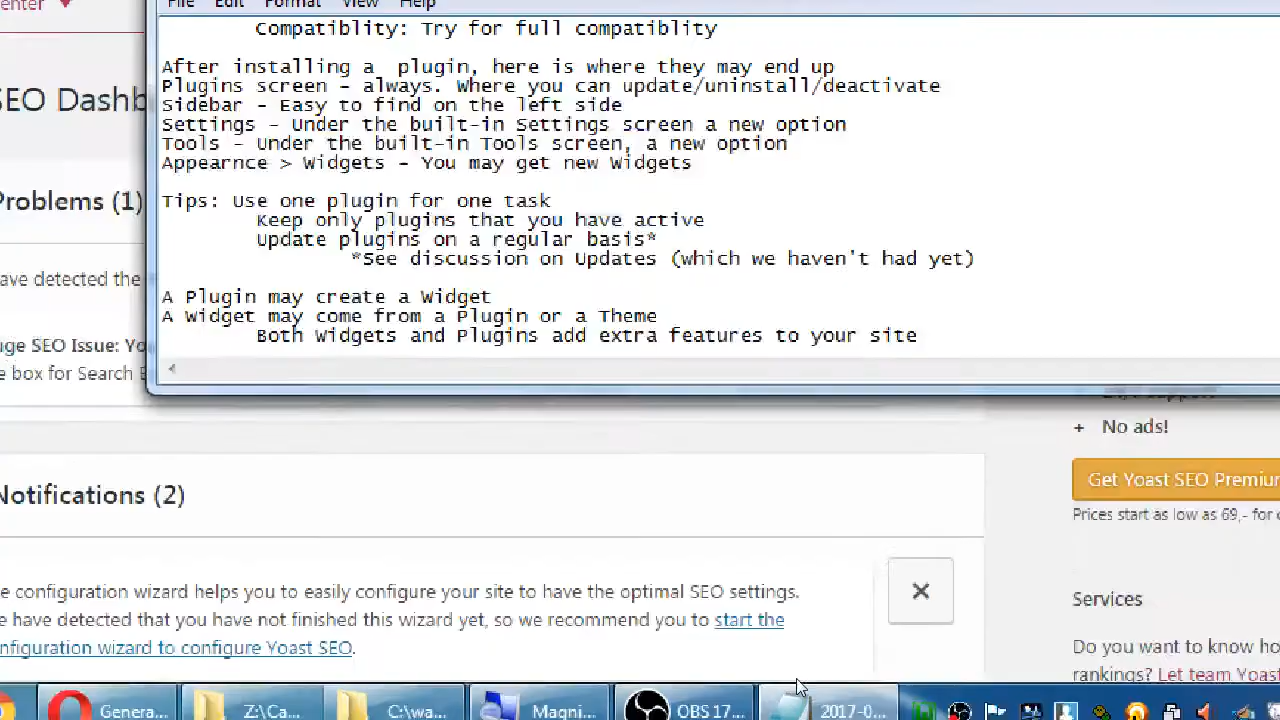 enter
File Edit Format View Help
Compatiblity: Try for full compatiblity
After installing a plugin, here is where they may end up
Plugins screen - always. Where you can update/uninstall/deactivate
Sidebar - Easy to find on the left side
Settings - Under the built-in Settings screen a new option
Tools - Under the built-in Tools screen, a new option
Appearnce > Widgets - You may get new Widgets
Tips: Use one plugin for one task
Keep only plugins that you have active
Update plugins on a regular basis*
*See discussion on Updates (which we haven't had yet)
A Plugin may create a Widget
A Widget may come from a Plugin or a Theme
Both Widgets and Plugins add extra features to your site
SEO Dashb
Problems (1)
ave detected the
uge SEO Issue: Yo
e box for Search E
+ No ads!
Get Yoast SEO Premium
Prices start as low as 69,- for
Notifications (2)
e configuration wizard helps you to easily configure your site to have the optimal SEO settings.
e have detected that you have not finished this wizard yet, so we recommend you to start the
nfiguration wizard to configure Yoast SEO.
Services
Do you want to know ho
rankings? Let team Yoast
Genera...
Z:\Ca...
C:\wa...
Magni...
OBS 17...
2017-0...